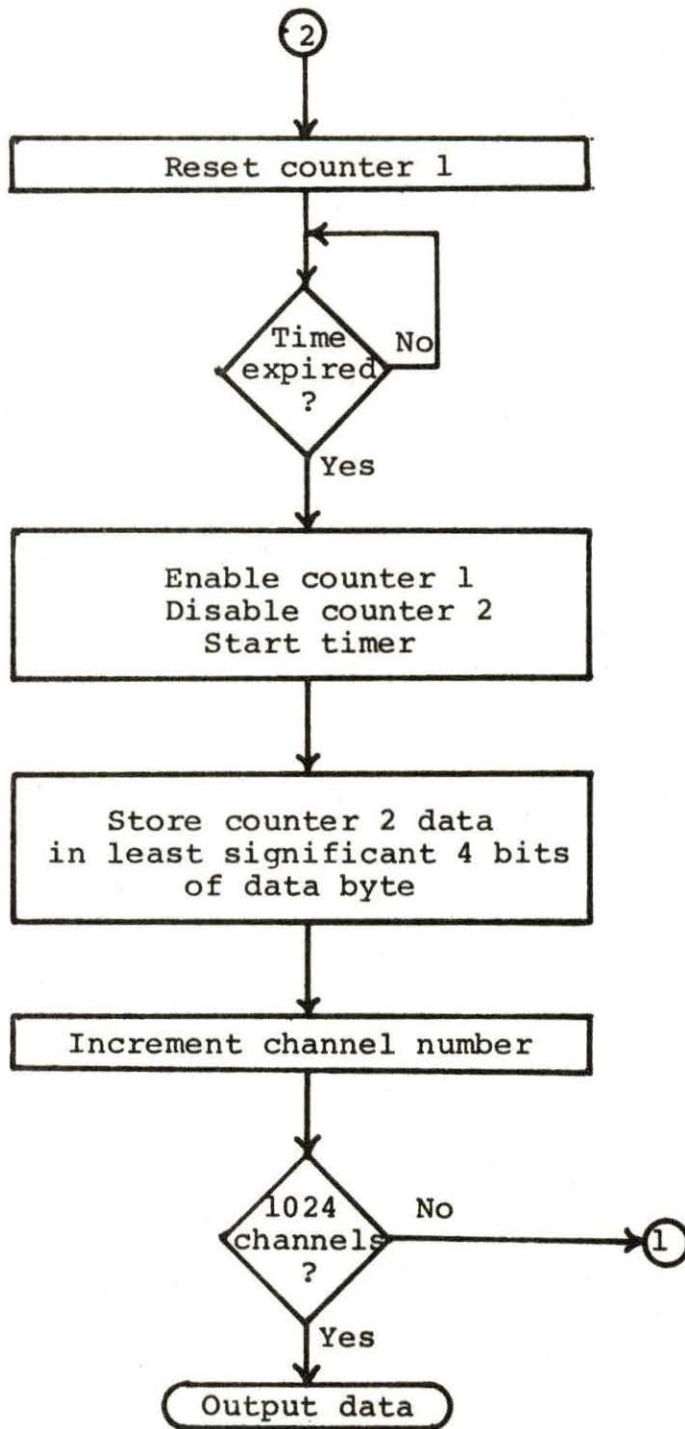 2
Reset counter 1
Time
expired
?
No
Yes
Enable counter 1
Disable counter 2
Start timer
Store counter 2 data
in least significant 4 bits
of data byte
Increment channel number
1024
channels
?
No
1
Yes
Output data